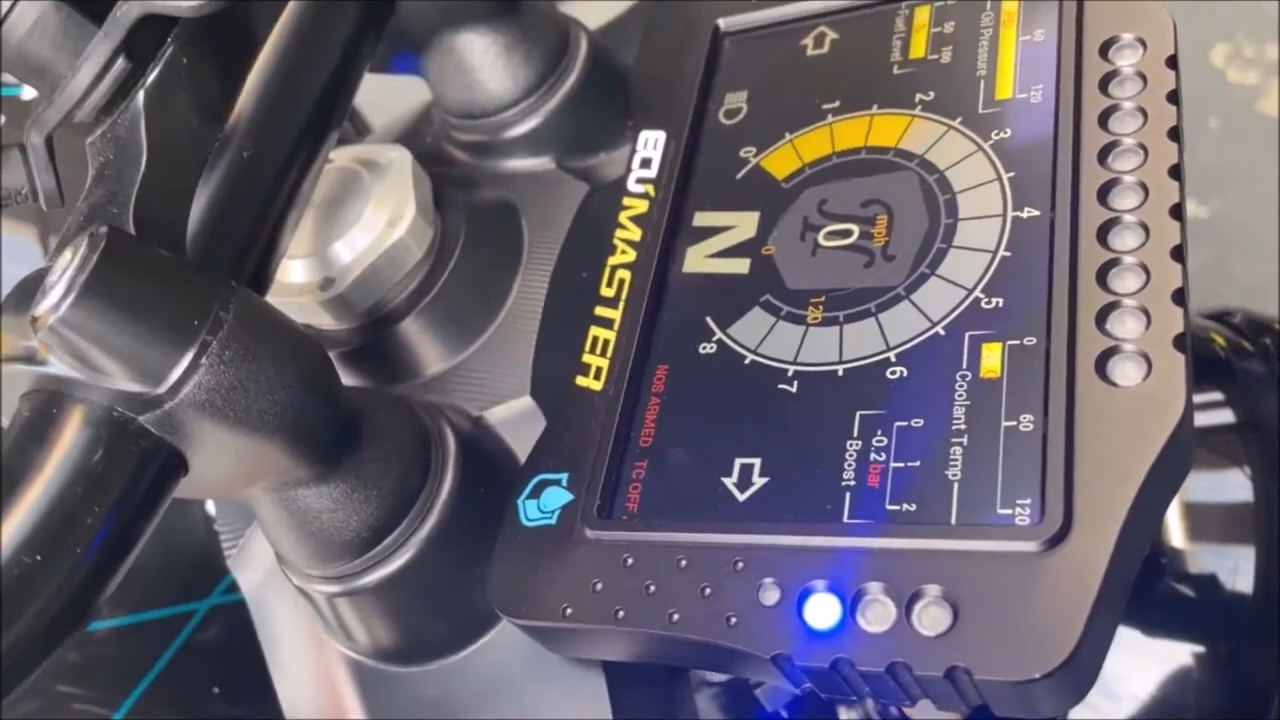 ECUMASTER
Fuel Level
50
100
Oil Pressure
60
120
0
1
2
3
4
5
6
7
8
N
0
mph
0
120
0
60
120
Coolant Temp
0
1
2
-0.2 bar
Boost
NOS ARMED TC OFF